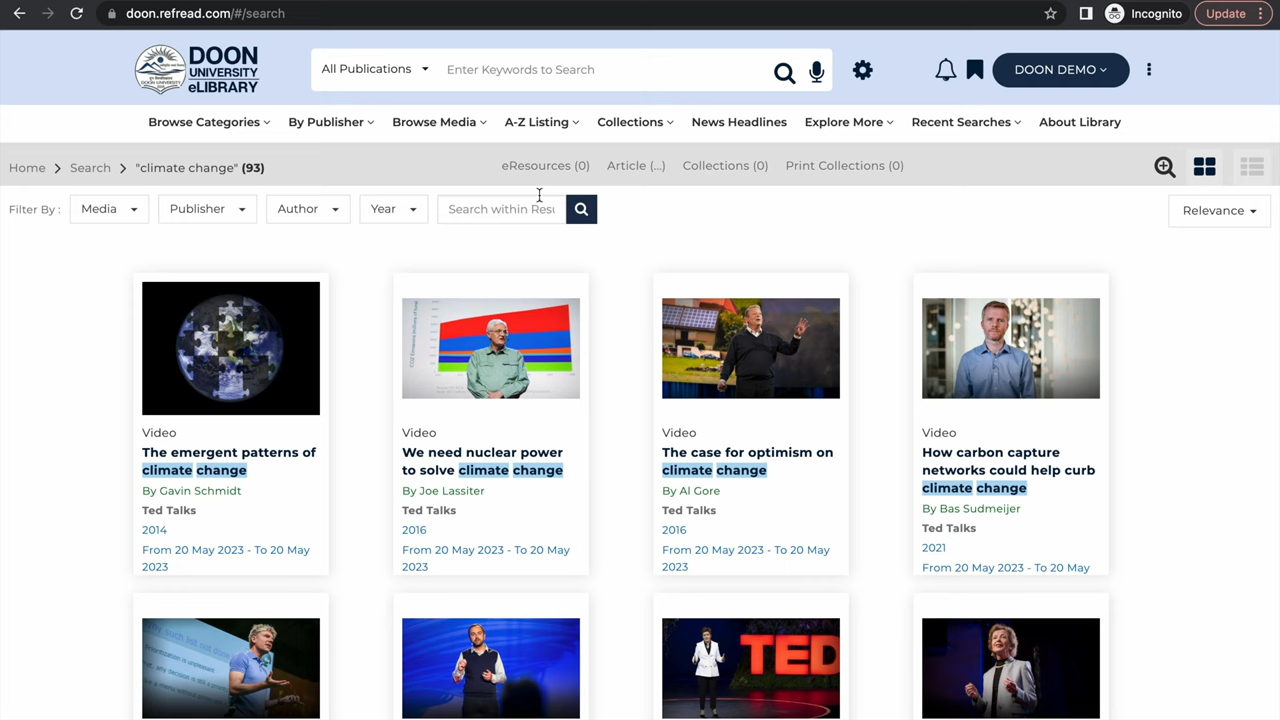 doon.refread.com/#/search
Incognito
Update
DOON
UNIVERSITY
eLIBRARY
All Publications
Enter Keywords to Search
DOON DEMO
Browse Categories
By Publisher
Browse Media
A-Z Listing
Collections
News Headlines
Explore More
Recent Searches
About Library
Home
Search
"climate change" (93)
eResources (0)
Article (...)
Collections (0)
Print Collections (0)
Filter By :
Media
Publisher
Author
Year
Search within Resu
Relevance
Video
The emergent patterns of
climate change
By Gavin Schmidt
Ted Talks
2014
From 20 May 2023 - To 20 May
2023
Video
We need nuclear power
to solve climate change
By Joe Lassiter
Ted Talks
2016
From 20 May 2023 - To 20 May
2023
Video
The case for optimism on
climate change
By Al Gore
Ted Talks
2016
From 20 May 2023 - To 20 May
2023
Video
How carbon capture
networks could help curb
climate change
By Bas Sudmeijer
Ted Talks
2021
From 20 May 2023 - To 20 May
TED